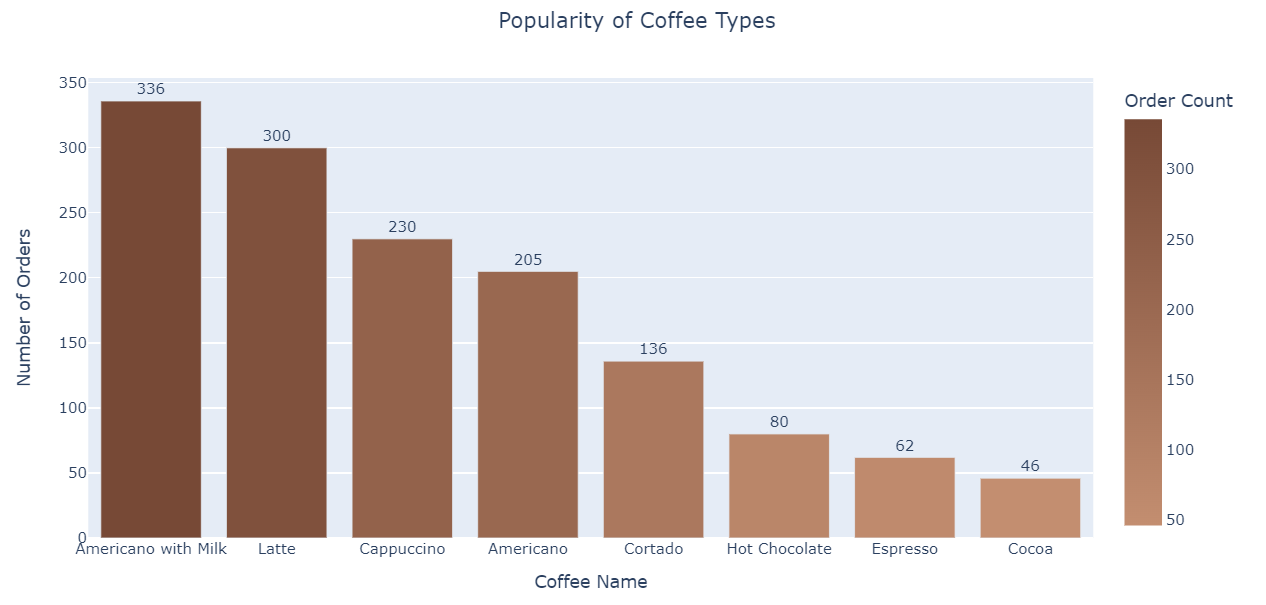 Popularity of Coffee Types
Number of Orders
350
300
250
200
150
100
50
0
336
300
230
205
136
80
62
46
Americano with Milk
Latte
Cappuccino
Americano
Cortado
Hot Chocolate
Espresso
Cocoa
Coffee Name
Order Count
300
250
200
150
100
50